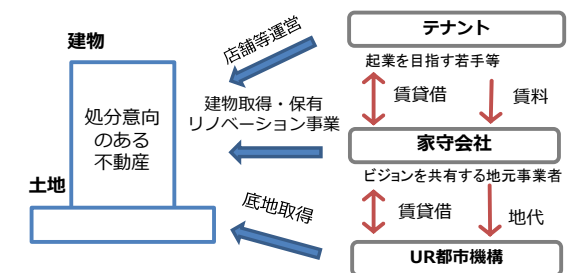 建物
処分意向
のある
不動産
土地
店舗等運営
建物取得・保有
リノベーション事業
底地取得
テナント
起業を目指す若手等
賃貸借
賃料
家守会社
ビジョンを共有する地元事業者
賃貸借
地代
UR都市機構